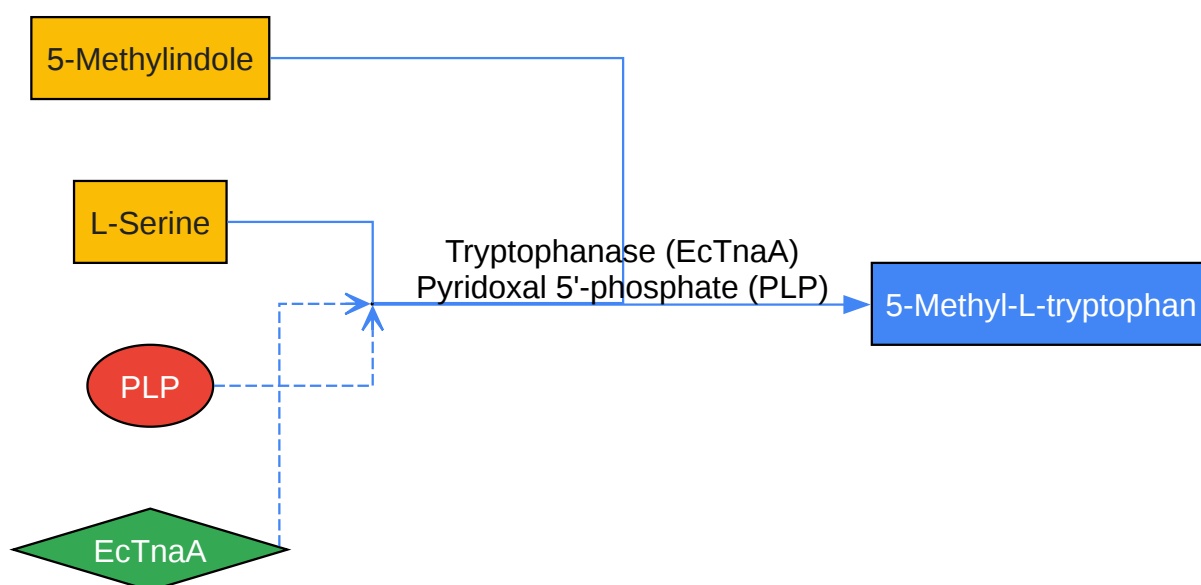 5-Methylindole
L-Serine
Tryptophanase (EcTnaA)
Pyridoxal 5'-phosphate (PLP)
5-Methyl-L-tryptophan
PLP
EcTnaA